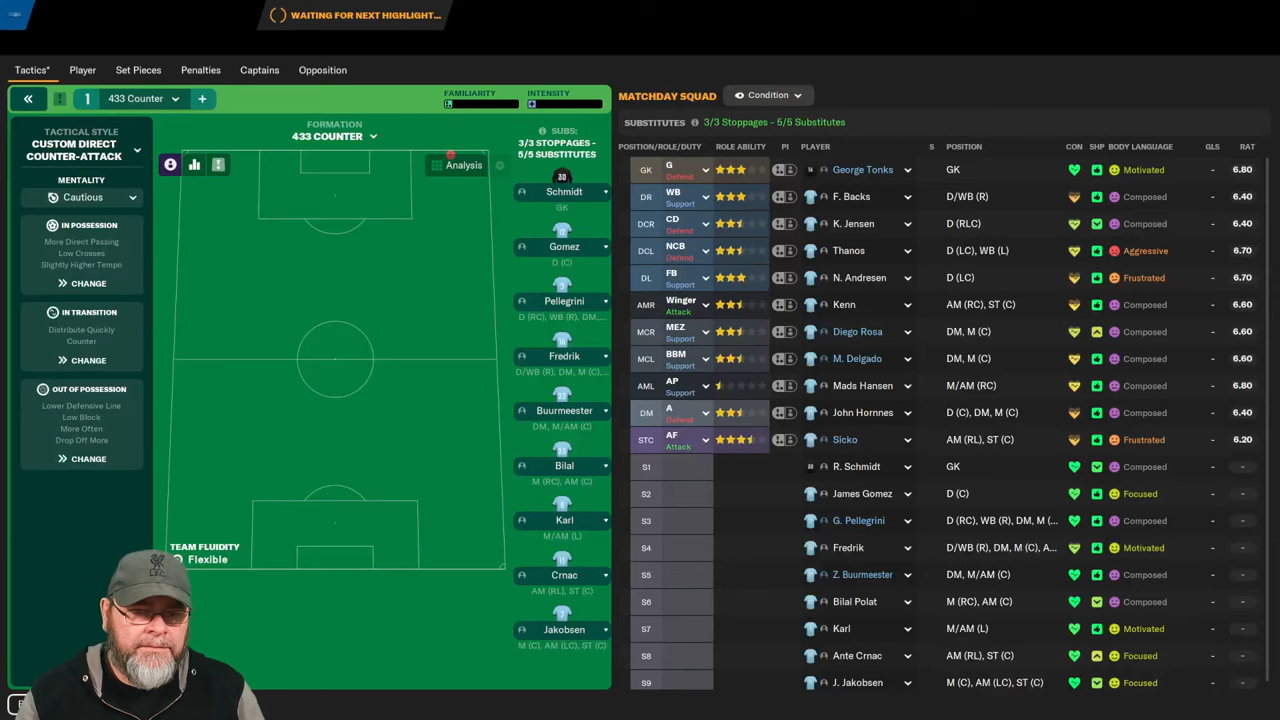 WAITING FOR NEXT HIGHLIGHT...
Tactics* Player Set Pieces Penalties Captains Opposition
1 433 Counter +
FAMILIARITY INTENSITY
TACTICAL STYLE
CUSTOM DIRECT
COUNTER-ATTACK
MENTALITY
Cautious
IN POSSESSION
More Direct Passing
Low Crosses
Slightly Higher Tempo
CHANGE
IN TRANSITION
Distribute Quickly
Counter
CHANGE
OUT OF POSSESSION
Lower Defensive Line
Low Block
More Often
Drop Off More
CHANGE
FORMATION
433 COUNTER
Analysis
TEAM FLUIDITY
Flexible
SUBS:
3/3 STOPPAGES -
5/5 SUBSTITUTES
30
Schmidt
GK
12
Gomez
D (C)
3
Pellegrini
D (RC), WB (R), DM,...
16
Fredrik
D/WB (R), DM, M (C),...
22
Buurmeester
DM, M/AM (C)
23
Bilal
M (RC), AM (C)
Karl
M/AM (L)
11
Crnac
AM (RL), ST (C)
7
Jakobsen
M (C), AM (LC), ST (C)
MATCHDAY SQUAD Condition
SUBSTITUTES 3/3 Stoppages - 5/5 Substitutes
POSITION/ROLE/DUTY ROLE ABILITY PI PLAYER S POSITION CON SHP BODY LANGUAGE GLS RAT
GK G Defend George Tonks GK Motivated - 6.80
DR WB Support F. Backs D/WB (R) Composed - 6.40
DCR CD Defend K. Jensen D (RLC) Composed - 6.40
DCL NCB Defend Thanos D (LC), WB (L) Aggressive - 6.70
DL FB Support N. Andresen D (LC) Frustrated - 6.70
AMR Winger Attack Kenn AM (RC), ST (C) Composed - 6.60
MCR MEZ Support Diego Rosa DM, M (C) Composed - 6.60
MCL BBM Support M. Delgado DM, M (C) Composed - 6.60
AML AP Support Mads Hansen M/AM (RC) Composed - 6.80
DM A Defend John Hornnes D (C), DM, M (C) Composed - 6.40
STC AF Attack Sicko AM (RL), ST (C) Frustrated - 6.20
S1 R. Schmidt GK Composed - -
S2 James Gomez D (C) Focused - -
S3 G. Pellegrini D (RC), WB (R), DM, M (... Composed - -
S4 Fredrik D/WB (R), DM, M (C), A... Motivated - -
S5 Z. Buurmeester DM, M/AM (C) Composed - -
S6 Bilal Polat M (RC), AM (C) Composed - -
S7 Karl M/AM (L) Motivated - -
S8 Ante Crnac AM (RL), ST (C) Focused - -
S9 J. Jakobsen M (C), AM (LC), ST (C) Focused - -